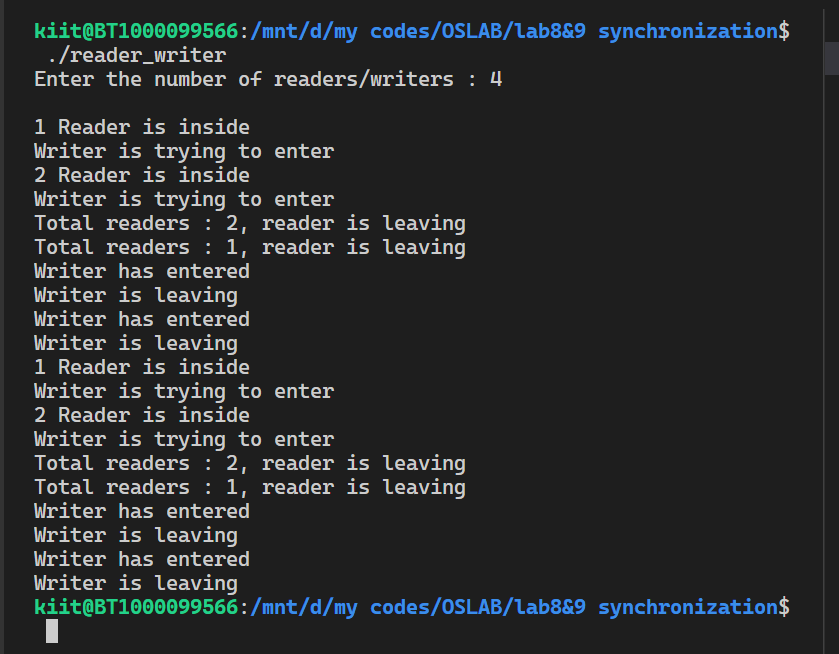 kiit@BT1000099566:/mnt/d/my codes/OSLAB/lab8&9 synchronization$
./reader_writer
Enter the number of readers/writers : 4
1 Reader is inside
Writer is trying to enter
2 Reader is inside
Writer is trying to enter
Total readers : 2, reader is leaving
Total readers : 1, reader is leaving
Writer has entered
Writer is leaving
Writer has entered
Writer is leaving
1 Reader is inside
Writer is trying to enter
2 Reader is inside
Writer is trying to enter
Total readers : 2, reader is leaving
Total readers : 1, reader is leaving
Writer has entered
Writer is leaving
Writer has entered
Writer is leaving
kiit@BT1000099566:/mnt/d/my codes/OSLAB/lab8&9 synchronization$